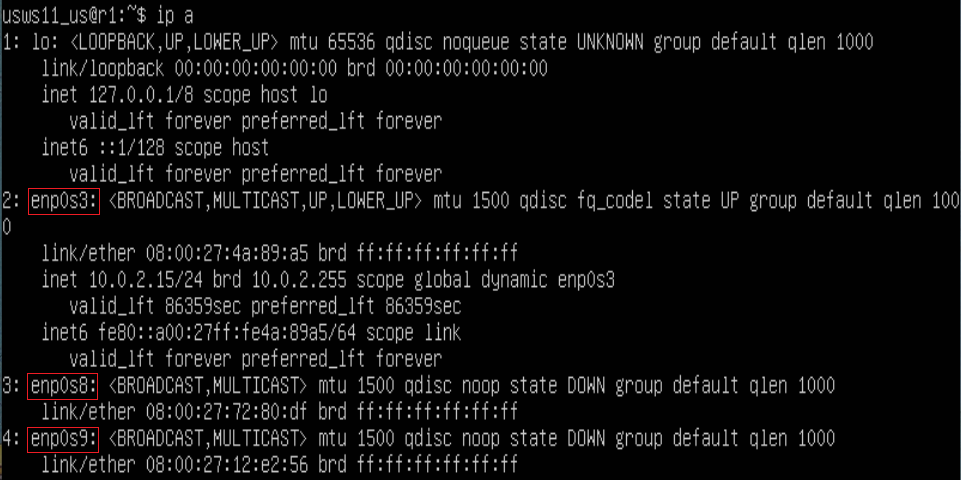 usws11_us@r1:~$ ip a
1: lo: <LOOPBACK,UP,LOWER_UP> mtu 65536 qdisc noqueue state UNKNOWN group default qlen 1000
    link/loopback 00:00:00:00:00:00 brd 00:00:00:00:00:00
    inet 127.0.0.1/8 scope host lo
       valid_lft forever preferred_lft forever
    inet6 ::1/128 scope host
       valid_lft forever preferred_lft forever
2: enp0s3: <BROADCAST,MULTICAST,UP,LOWER_UP> mtu 1500 qdisc fq_codel state UP group default qlen 100
0
    link/ether 08:00:27:4a:89:a5 brd ff:ff:ff:ff:ff:ff
    inet 10.0.2.15/24 brd 10.0.2.255 scope global dynamic enp0s3
       valid_lft 86359sec preferred_lft 86359sec
    inet6 fe80::a00:27ff:fe4a:89a5/64 scope link
       valid_lft forever preferred_lft forever
3: enp0s8: <BROADCAST,MULTICAST> mtu 1500 qdisc noop state DOWN group default qlen 1000
    link/ether 08:00:27:72:80:df brd ff:ff:ff:ff:ff:ff
4: enp0s9: <BROADCAST,MULTICAST> mtu 1500 qdisc noop state DOWN group default qlen 1000
    link/ether 08:00:27:12:e2:56 brd ff:ff:ff:ff:ff:ff